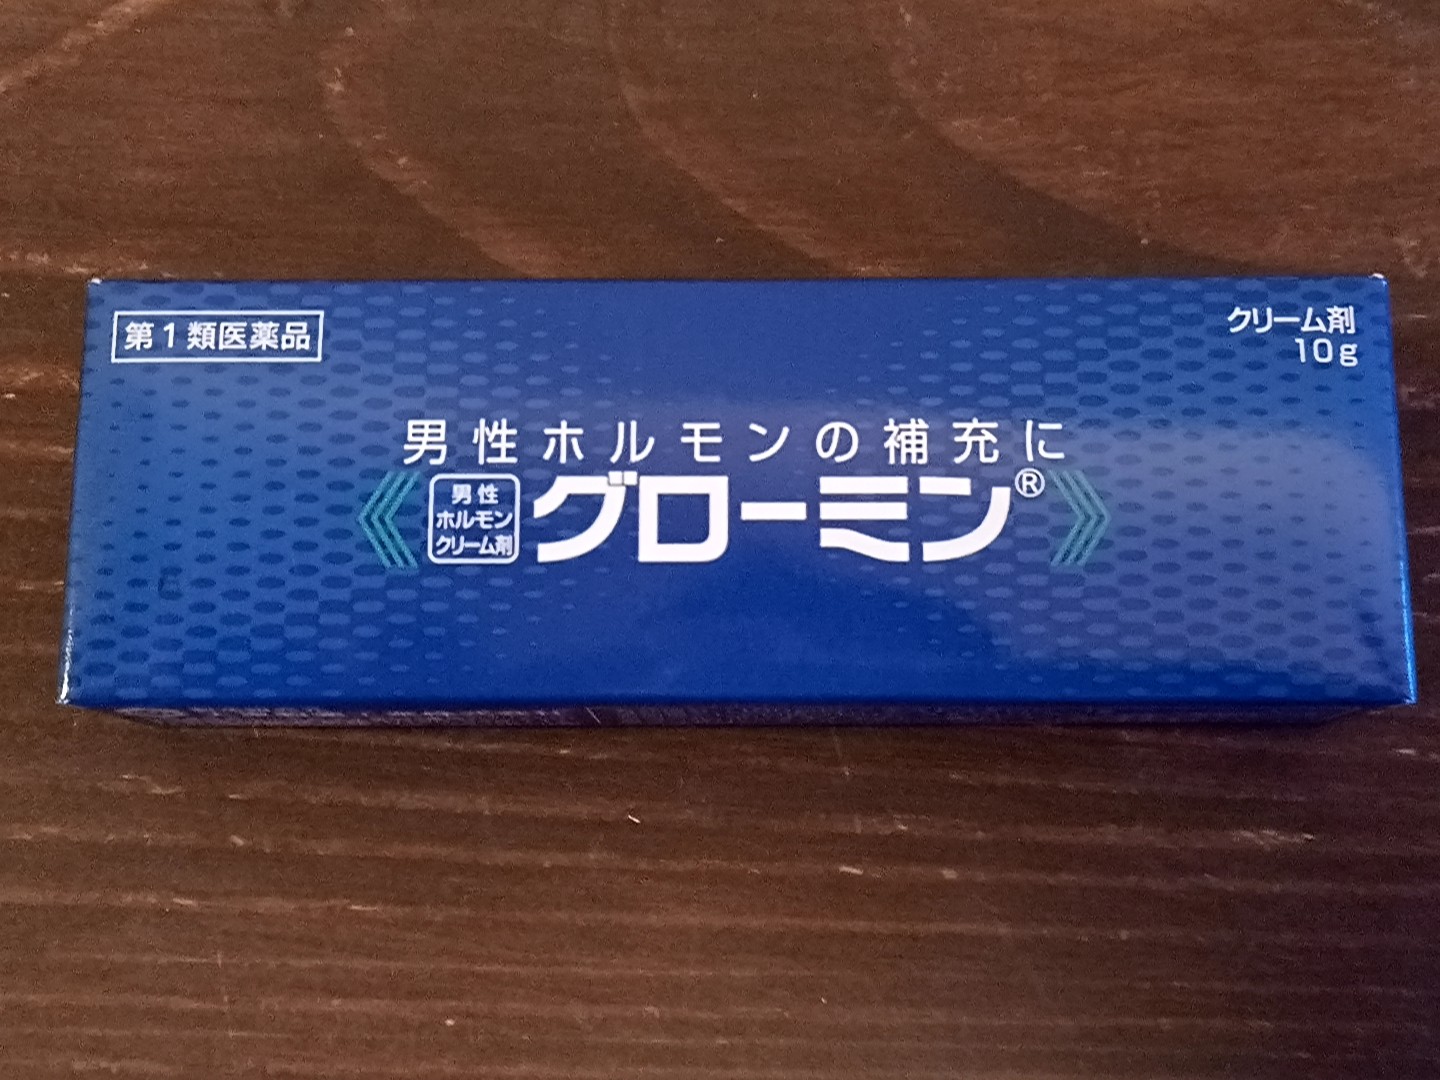 第1類医薬品
クリーム剤
10g
男性ホルモンの補充に
男性
ホルモン
クリーム剤
グローミン®